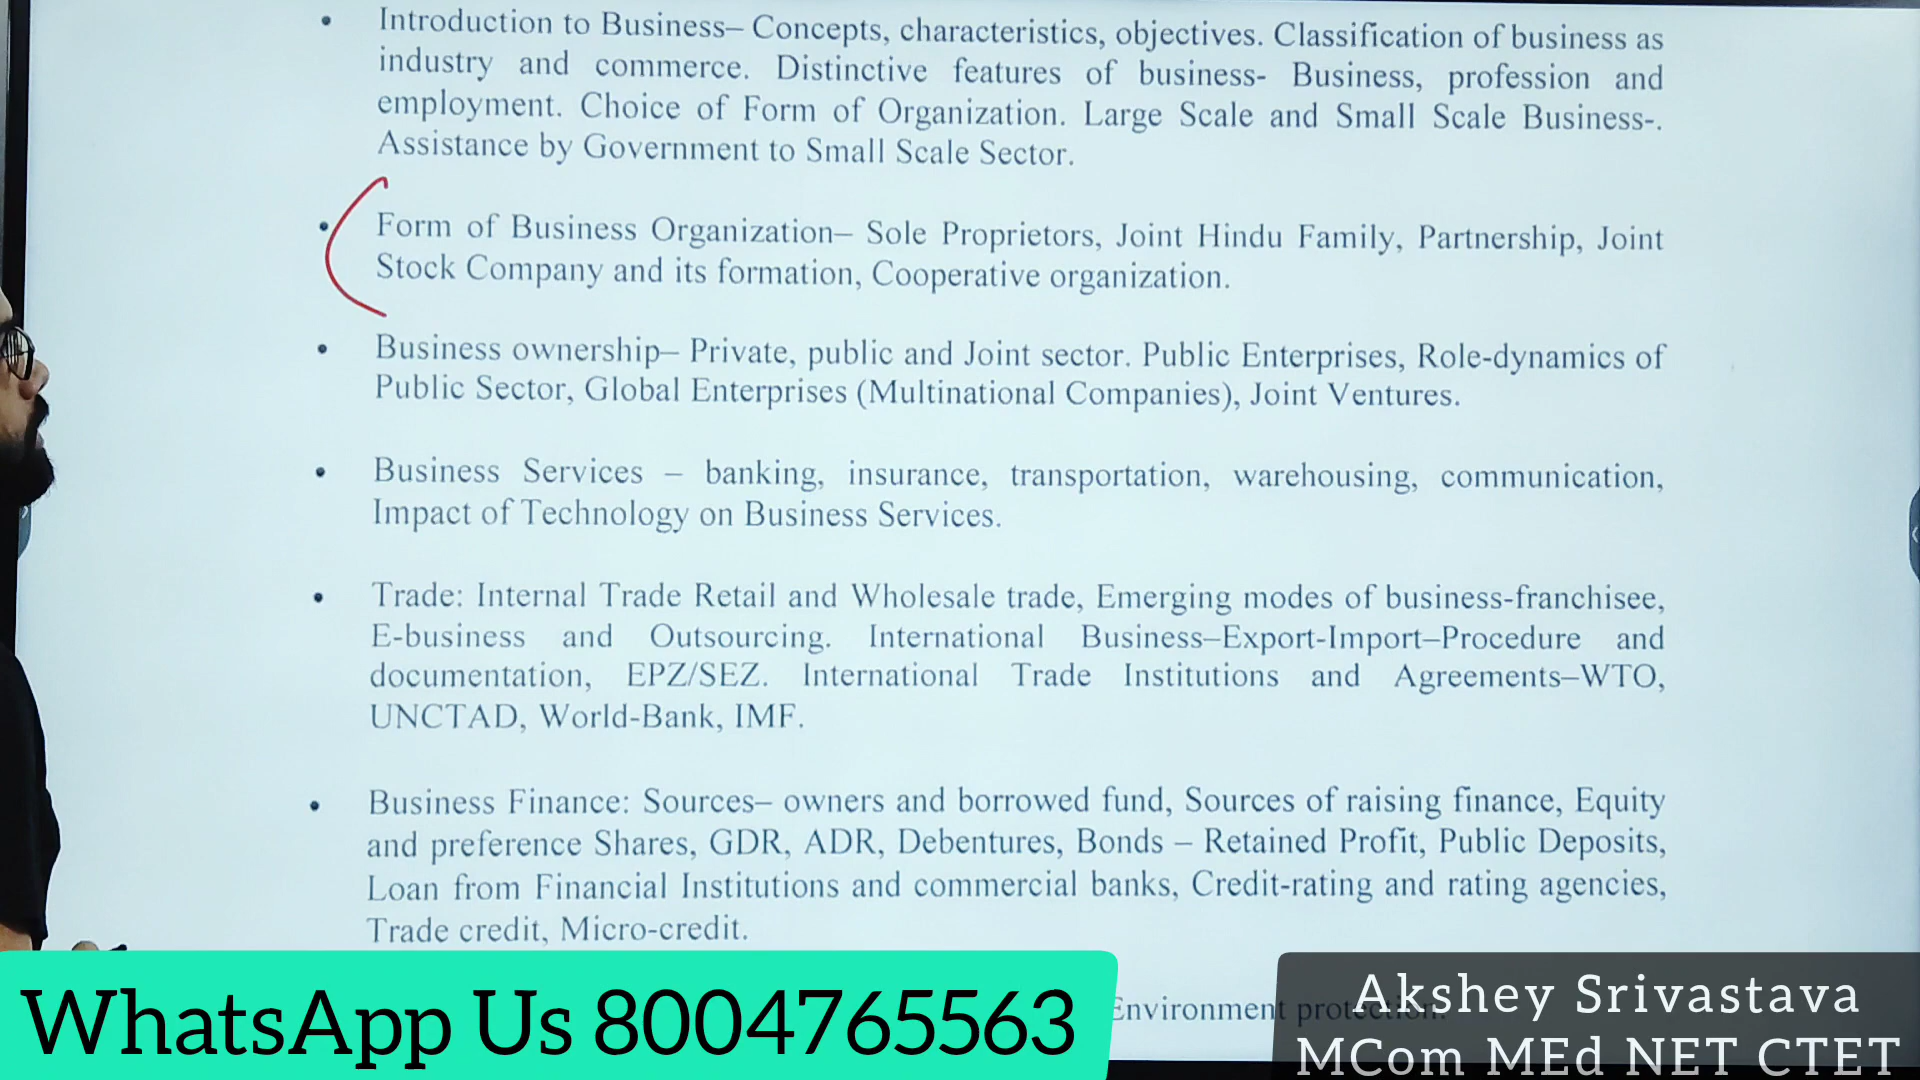 Introduction to Business– Concepts, characteristics, objectives. Classification of business as
industry and commerce. Distinctive features of business- Business, profession and
employment. Choice of Form of Organization. Large Scale and Small Scale Business-.
Assistance by Government to Small Scale Sector.
Form of Business Organization– Sole Proprietors, Joint Hindu Family, Partnership, Joint
Stock Company and its formation, Cooperative organization.
Business ownership– Private, public and Joint sector. Public Enterprises, Role-dynamics of
Public Sector, Global Enterprises (Multinational Companies), Joint Ventures.
Business Services – banking, insurance, transportation, warehousing, communication,
Impact of Technology on Business Services.
Trade: Internal Trade Retail and Wholesale trade, Emerging modes of business-franchisee,
E-business and Outsourcing. International Business–Export-Import–Procedure and
documentation, EPZ/SEZ. International Trade Institutions and Agreements–WTO,
UNCTAD, World-Bank, IMF.
Business Finance: Sources– owners and borrowed fund, Sources of raising finance, Equity
and preference Shares, GDR, ADR, Debentures, Bonds – Retained Profit, Public Deposits,
Loan from Financial Institutions and commercial banks, Credit-rating and rating agencies,
Trade credit, Micro-credit.
Environment protection.
WhatsApp Us 8004765563
Akshey Srivastava
MCom MEd NET CTET